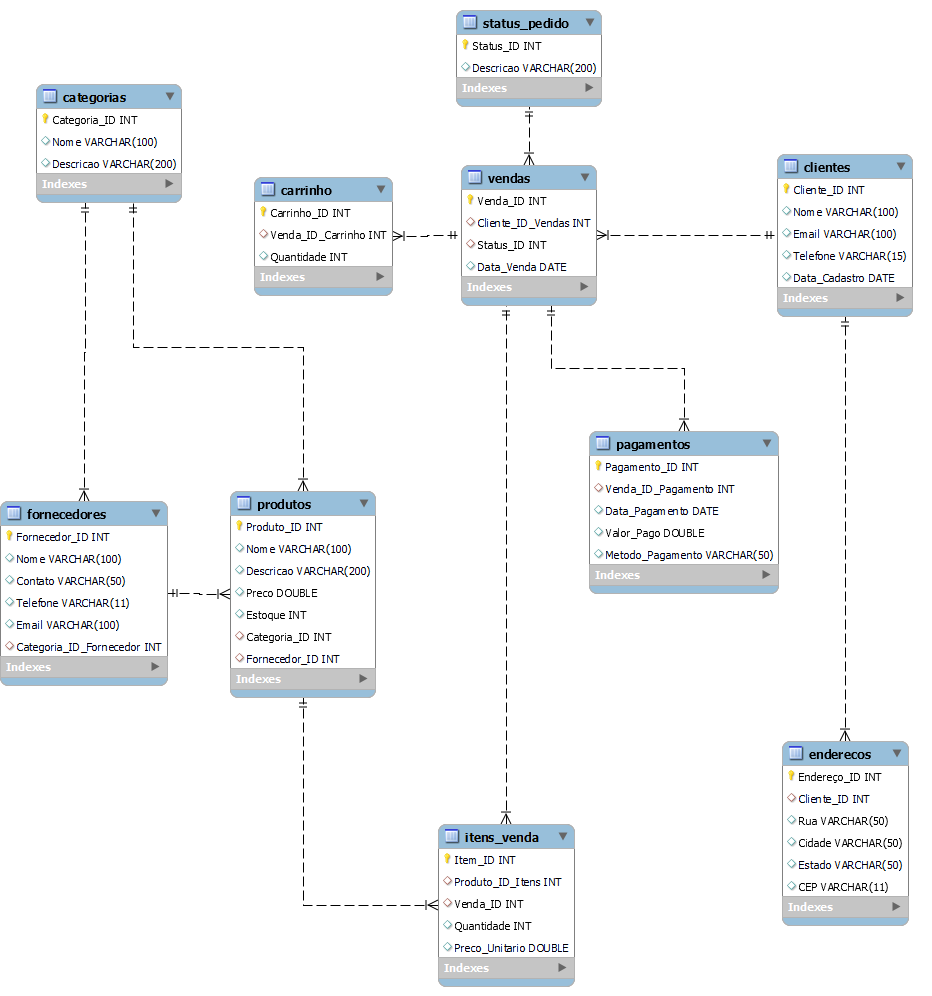 status_pedido
Status_ID INT
Descricao VARCHAR(200)
Indexes
categorias
Categoria_ID INT
Nome VARCHAR(100)
Descricao VARCHAR(200)
Indexes
carrinho
Carrinho_ID INT
Venda_ID_Carrinho INT
Quantidade INT
Indexes
vendas
Venda_ID INT
Cliente_ID_Vendas INT
Status_ID INT
Data_Venda DATE
Indexes
clientes
Cliente_ID INT
Nome VARCHAR(100)
Email VARCHAR(100)
Telefone VARCHAR(15)
Data_Cadastro DATE
Indexes
pagamentos
Pagamento_ID INT
Venda_ID_Pagamento INT
Data_Pagamento DATE
Valor_Pago DOUBLE
Metodo_Pagamento VARCHAR(50)
Indexes
fornecedores
Fornecedor_ID INT
Nome VARCHAR(100)
Contato VARCHAR(50)
Telefone VARCHAR(11)
Email VARCHAR(100)
Categoria_ID_Fornecedor INT
Indexes
produtos
Produto_ID INT
Nome VARCHAR(100)
Descricao VARCHAR(200)
Preco DOUBLE
Estoque INT
Categoria_ID INT
Fornecedor_ID INT
Indexes
enderecos
Endereço_ID INT
Cliente_ID INT
Rua VARCHAR(50)
Cidade VARCHAR(50)
Estado VARCHAR(50)
CEP VARCHAR(11)
Indexes
itens_venda
Item_ID INT
Produto_ID_Itens INT
Venda_ID INT
Quantidade INT
Preco_Unitario DOUBLE
Indexes